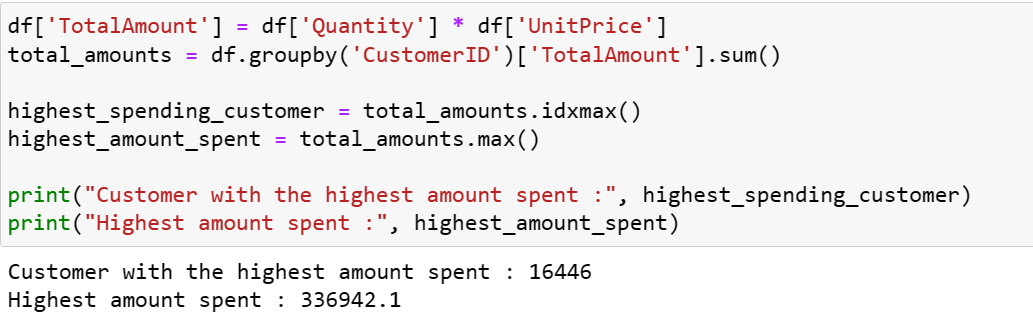 df['TotalAmount'] = df['Quantity'] * df['UnitPrice']
total_amounts = df.groupby('CustomerID')['TotalAmount'].sum()
highest_spending_customer = total_amounts.idxmax()
highest_amount_spent = total_amounts.max()
print("Customer with the highest amount spent :", highest_spending_customer)
print("Highest amount spent :", highest_amount_spent)
Customer with the highest amount spent : 16446
Highest amount spent : 336942.1